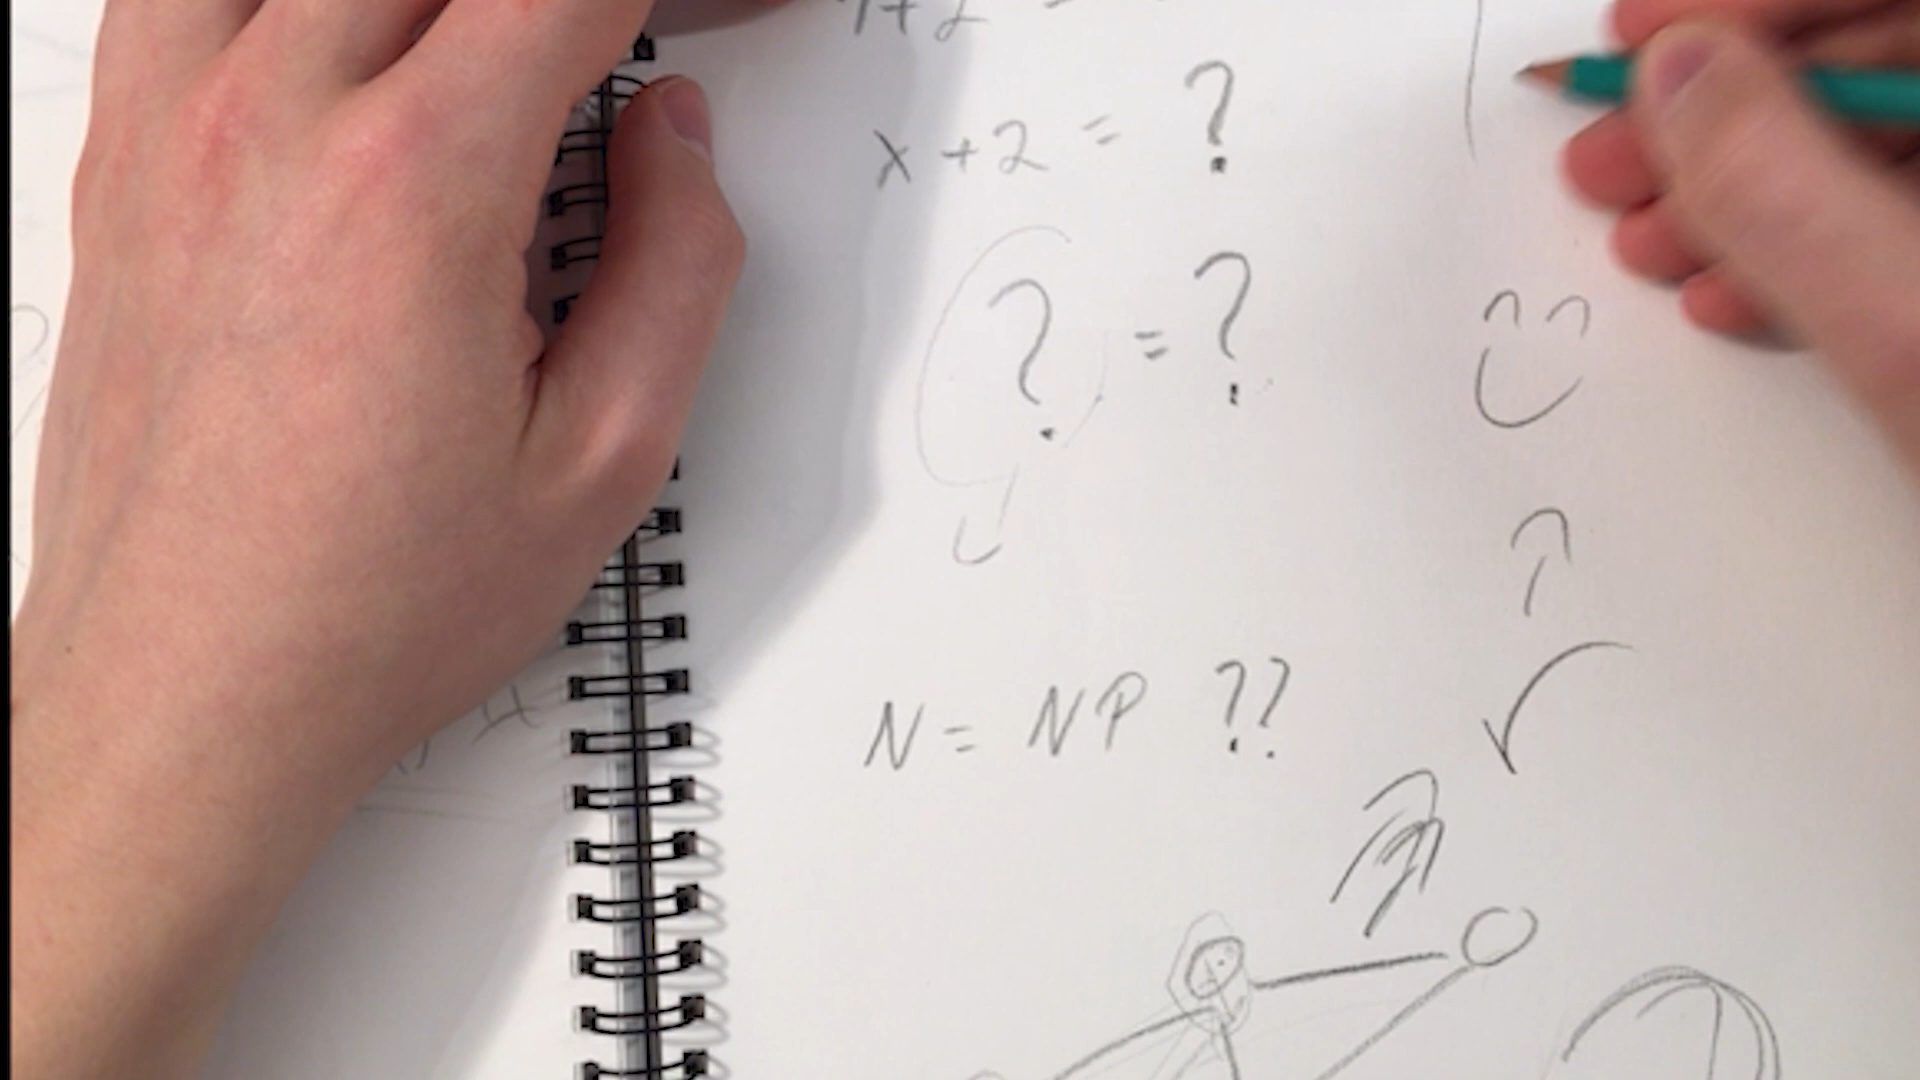 x + 2 = ?
? = ?
N = NP ??